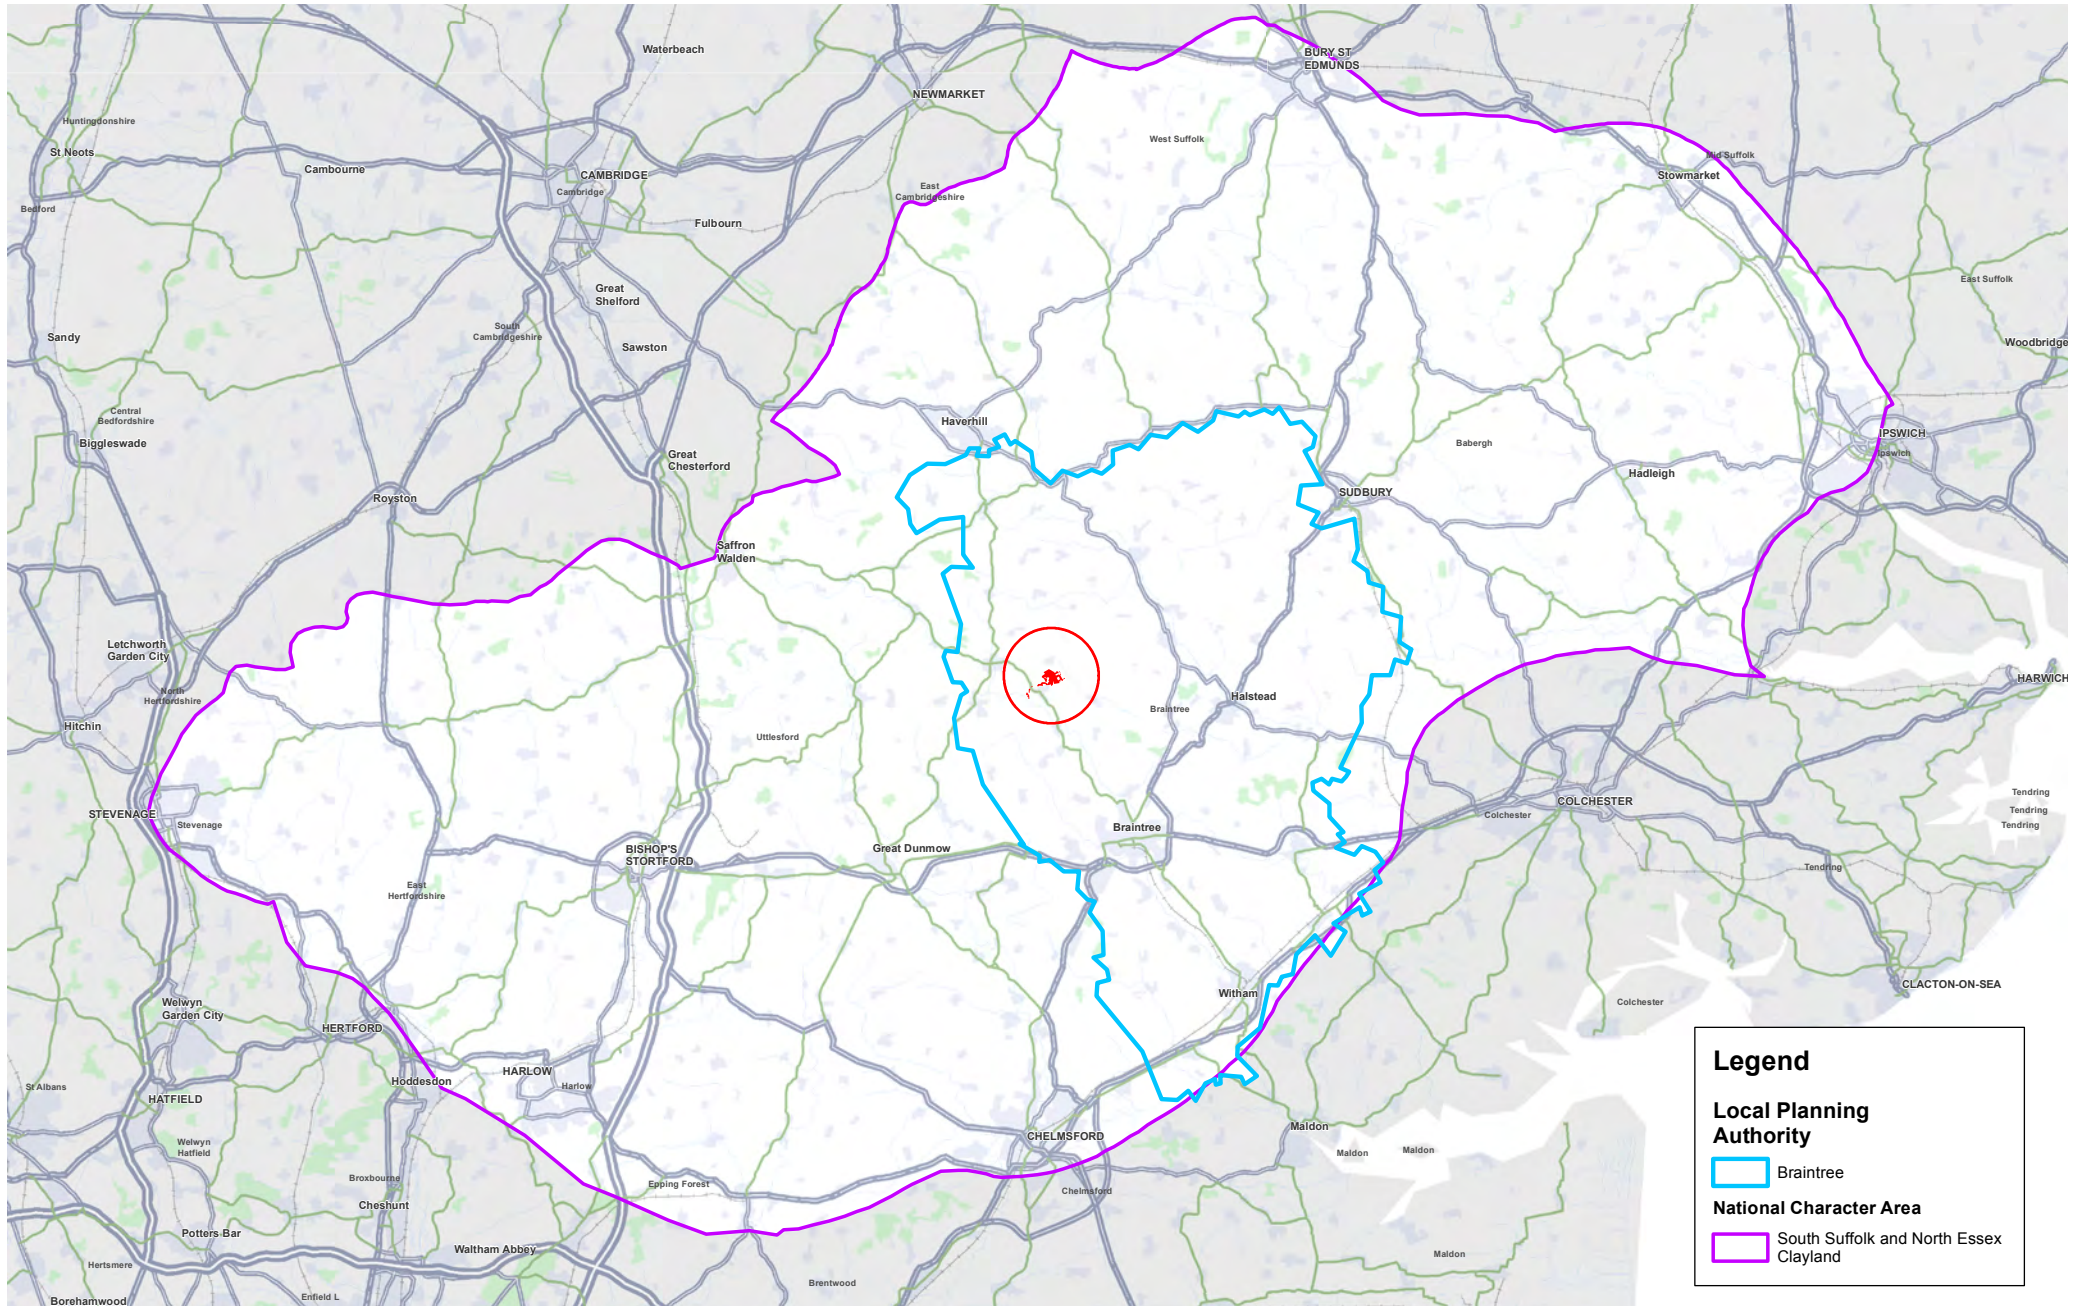 Waterbeach
BURY ST
EDMUNDS
NEWMARKET
Huntingdonshire
St Neots
Cambourne
CAMBRIDGE
Cambridge
West Suffolk
Mid Suffolk
Stowmarket
East
Cambridgeshire
Bedford
Fulbourn
East Suffolk
Great
Shelford
South
Cambridgeshire
Sandy
Sawston
Woodbridge
Central
Bedfordshire
Biggleswade
Haverhill
Babergh
IPSWICH
Ipswich
Great
Chesterford
Hadleigh
Royston
SUDBURY
Saffron
Walden
Letchworth
Garden City
North
Hertfordshire
HARWICH
Hitchin
Halstead
Braintree
Uttlesford
STEVENAGE
Stevenage
COLCHESTER
Colchester
Tendring
Tendring
Tendring
Braintree
BISHOP'S
STORTFORD
Great Dunmow
Tendring
East
Hertfordshire
Witham
CLACTON-ON-SEA
Colchester
Welwyn
Garden City
HERTFORD
HARLOW
Harlow
Hoddesdon
St Albans
HATFIELD
CHELMSFORD
Maldon
Maldon
Maldon
Welwyn
Hatfield
Broxbourne
Epping Forest
Chelmsford
Cheshunt
Potters Bar
Waltham Abbey
Maldon
Hertsmere
Brentwood
Borehamwood
Enfield L
Legend
Local Planning
Authority
Braintree
National Character Area
South Suffolk and North Essex
Clayland